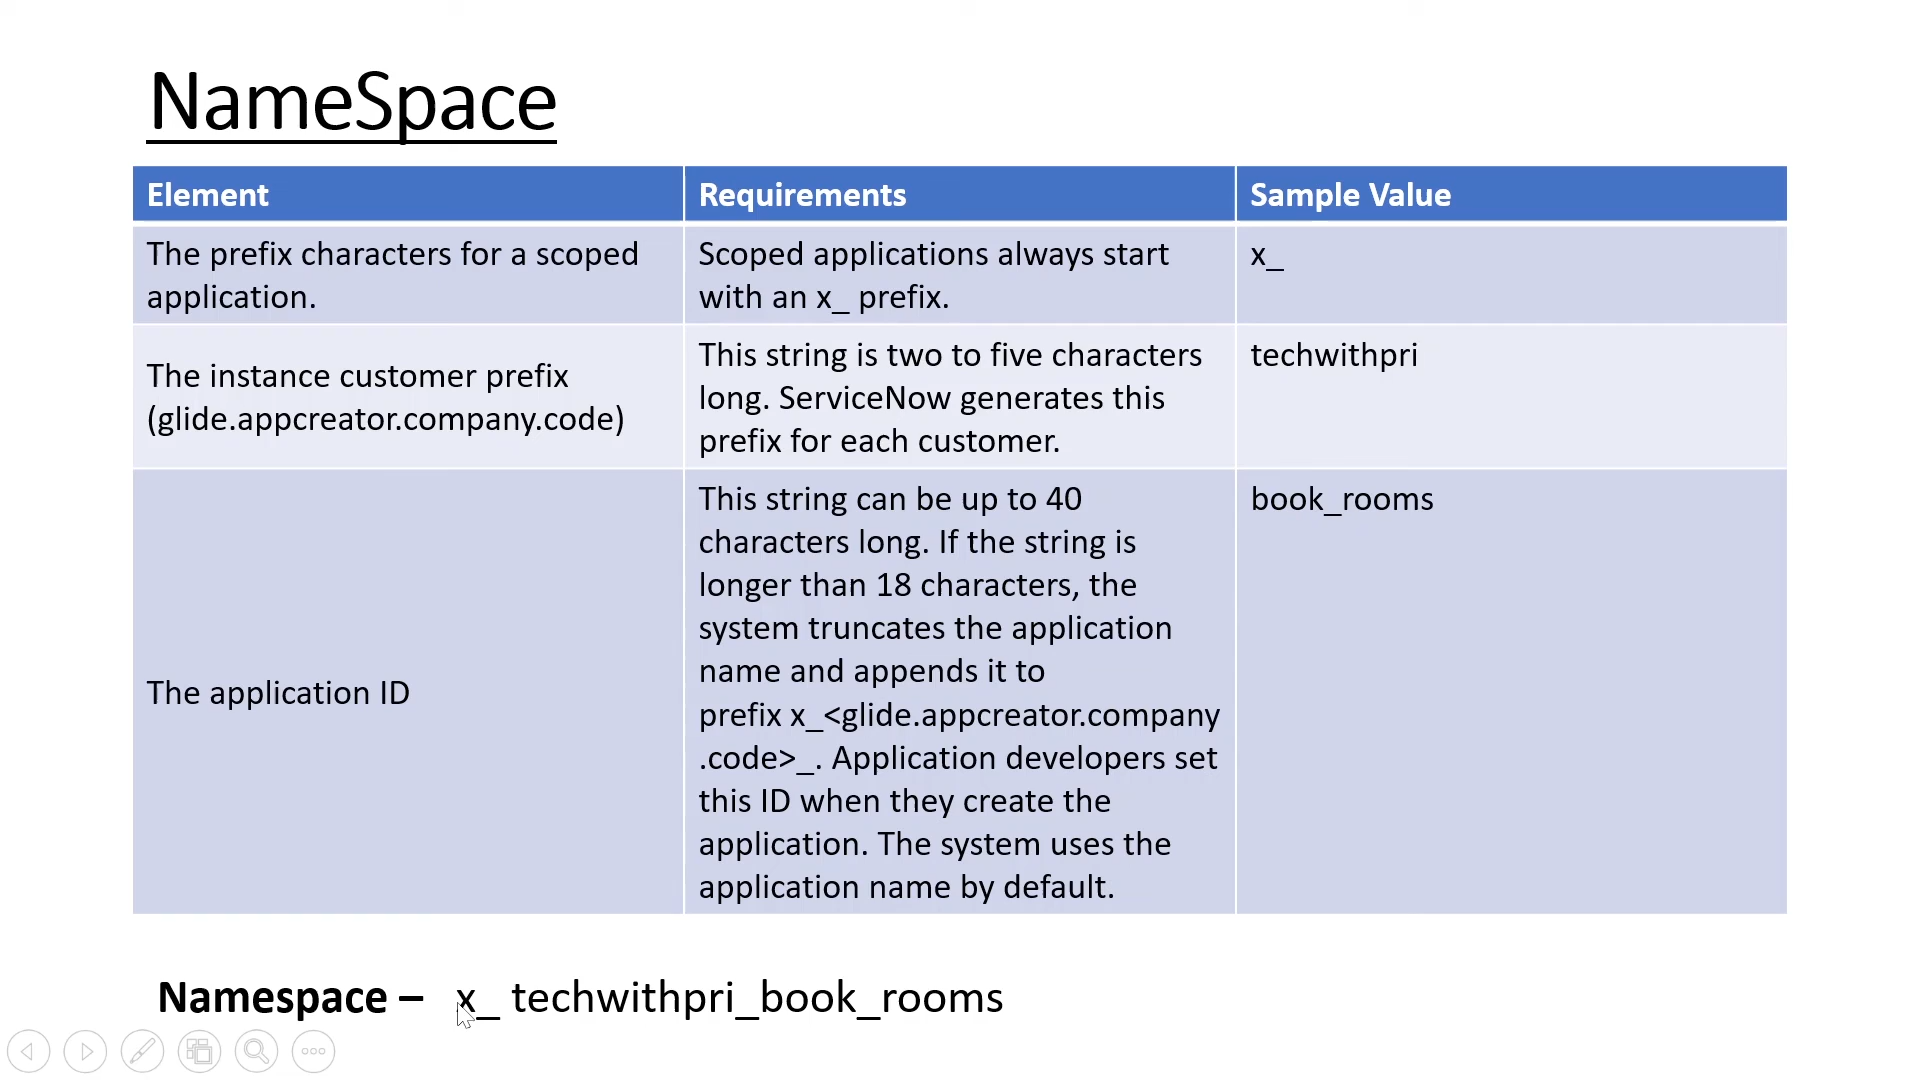 NameSpace
Element
Requirements
Sample Value
The prefix characters for a scoped
application.
Scoped applications always start
with an x_ prefix.
x_
The instance customer prefix
(glide.appcreator.company.code)
This string is two to five characters
long. ServiceNow generates this
prefix for each customer.
techwithpri
The application ID
This string can be up to 40
characters long. If the string is
longer than 18 characters, the
system truncates the application
name and appends it to
prefix x_<glide.appcreator.company
.code>_. Application developers set
this ID when they create the
application. The system uses the
application name by default.
book_rooms
Namespace – x_ techwithpri_book_rooms